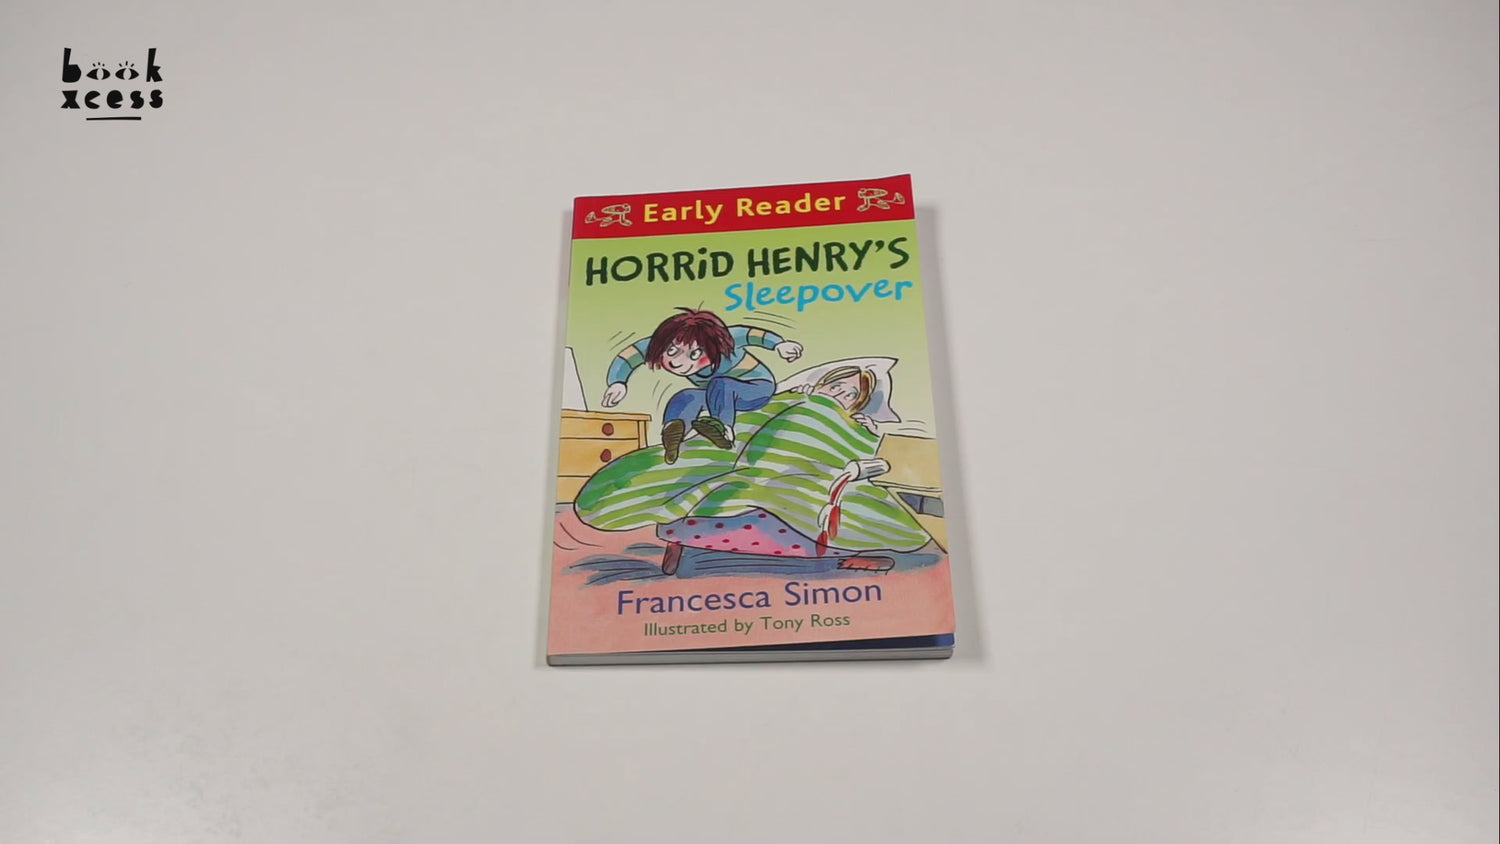 book
xcess
Early Reader
HORRiD HENRY'S
Sleepover
Francesca Simon
Illustrated by Tony Ross